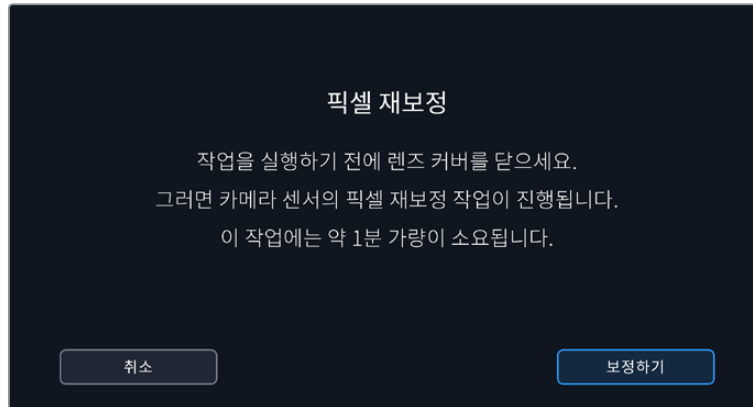 픽셀 재보정
작업을 실행하기 전에 렌즈 커버를 닫으세요.
그러면 카메라 센서의 픽셀 재보정 작업이 진행됩니다.
이 작업에는 약 1분 가량이 소요됩니다.
취소
보정하기